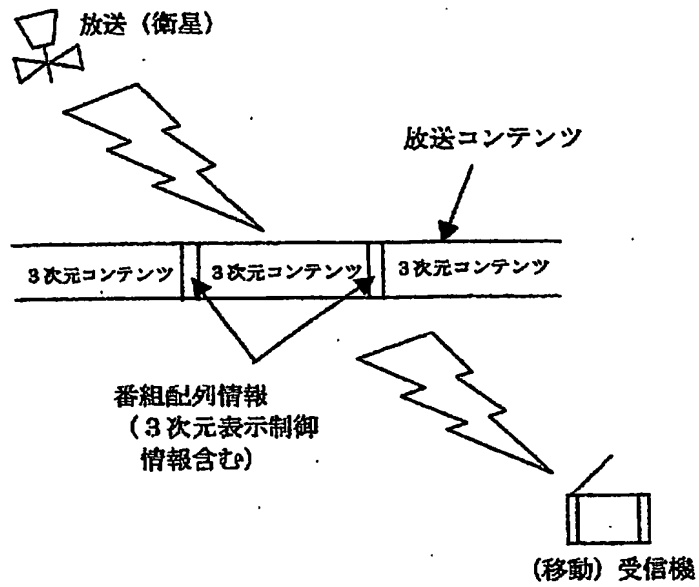 放送（衛星）
放送コンテンツ
3次元コンテンツ 3次元コンテンツ 3次元コンテンツ
番組配列情報
（3次元表示制御
情報含む）
（移動）受信機